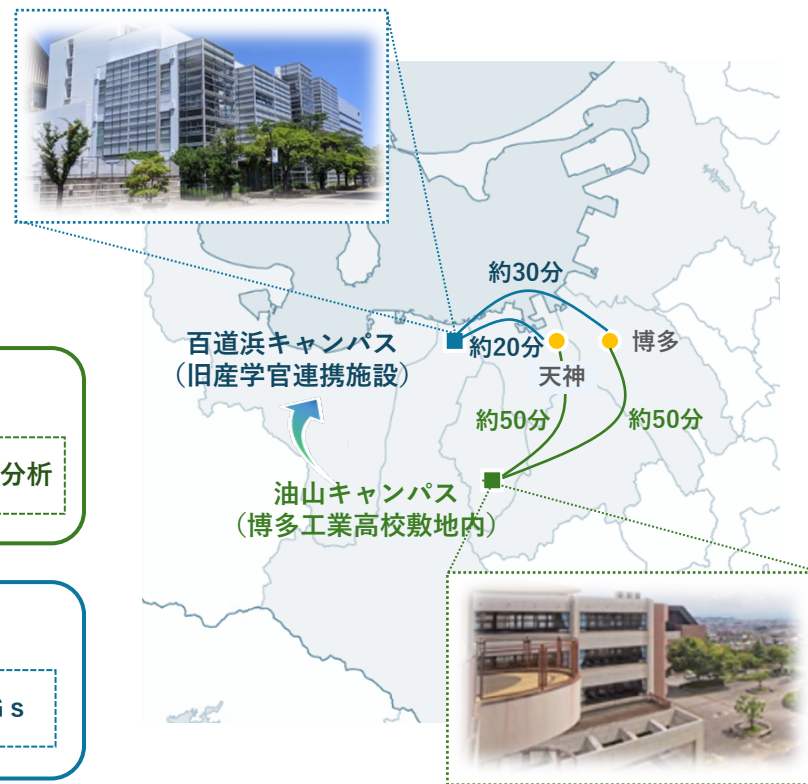 約30分
百道浜キャンパス
（旧産学官連携施設）
約20分
博多
天神
約50分
約50分
分析
油山キャンパス
（博多工業高校敷地内）
s